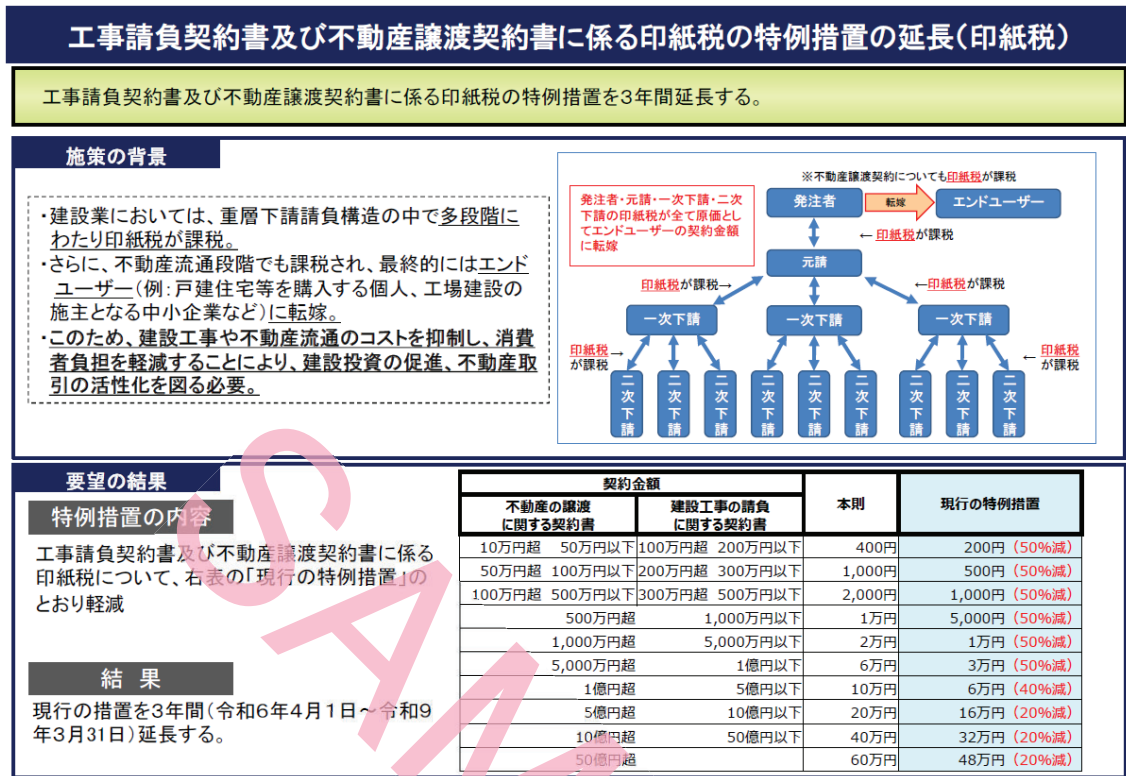 工事請負契約書及び不動産譲渡契約書に係る印紙税の特例措置の延長(印紙税)
工事請負契約書及び不動産譲渡契約書に係る印紙税の特例措置を3年間延長する。
施策の背景
・建設業においては、重層下請請負構造の中で多段階に
わたり印紙税が課税。
・さらに、不動産流通段階でも課税され、最終的にはエンド
ユーザー(例:戸建住宅等を購入する個人、工場建設の
施主となる中小企業など)に転嫁。
・このため、建設工事や不動産流通のコストを抑制し、消費
者負担を軽減することにより、建設投資の促進、不動産取
引の活性化を図る必要。
※不動産譲渡契約についても印紙税が課税
発注者・元請・一次下請・二次
下請の印紙税が全て原価とし
てエンドユーザーの契約金額
に転嫁
発注者
転嫁
エンドユーザー
←印紙税が課税
元請
印紙税が課税→
←印紙税が課税
一次下請
一次下請
一次下請
印紙税→
が課税
←印紙税
が課税
二次下請
二次下請
二次下請
二次下請
二次下請
二次下請
二次下請
二次下請
二次下請
要望の結果
特例措置の内容
工事請負契約書及び不動産譲渡契約書に係る
印紙税について、右表の「現行の特例措置」の
とおり軽減
結 果
現行の措置を3年間(令和6年4月1日~令和9
年3月31日)延長する。
契約金額
本則
現行の特例措置
不動産の譲渡
に関する契約書
建設工事の請負
に関する契約書
10万円超 50万円以下 100万円超 200万円以下 400円 200円(50%減)
50万円超 100万円以下 200万円超 300万円以下 1,000円 500円(50%減)
100万円超 500万円以下 300万円超 500万円以下 2,000円 1,000円(50%減)
500万円超 1,000万円以下 1万円 5,000円(50%減)
1,000万円超 5,000万円以下 2万円 1万円(50%減)
5,000万円超 1億円以下 6万円 3万円(50%減)
1億円超 5億円以下 10万円 6万円(40%減)
5億円超 10億円以下 20万円 16万円(20%減)
10億円超 50億円以下 40万円 32万円(20%減)
50億円超 60万円 48万円(20%減)